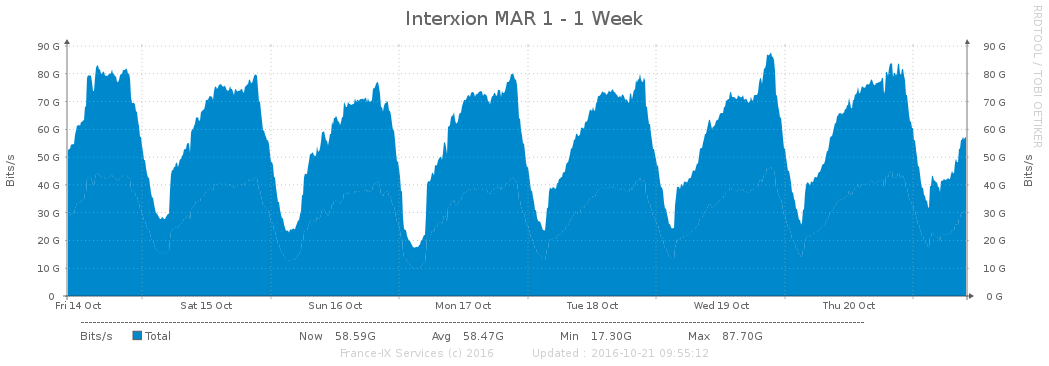 Interxion MAR 1 - 1 Week
RRDTOOL / TOBI OETIKER
90 G 90 G
80 G 80 G
70 G 70 G
60 G 60 G
50 G 50 G
40 G 40 G
30 G 30 G
20 G 20 G
10 G 10 G
0 0 G
Bits/s
Bits/s
Fri 14 Oct Sat 15 Oct Sun 16 Oct Mon 17 Oct Tue 18 Oct Wed 19 Oct Thu 20 Oct
Bits/s Total Now 58.59G Avg 58.47G Min 17.30G Max 87.70G
France-IX Services (c) 2016 Updated : 2016-10-21 09:55:12